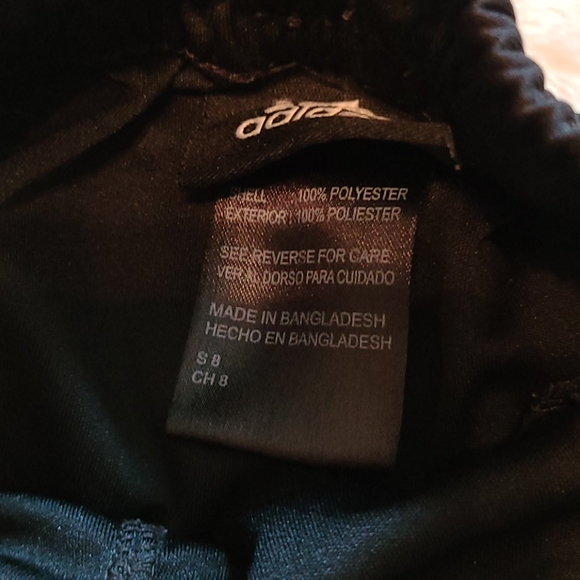 adidas
SHELL 100% POLYESTER
EXTERIOR: 100% POLIESTER
SEE REVERSE FOR CARE
VER AL DORSO PARA CUIDADO
MADE IN BANGLADESH
HECHO EN BANGLADESH
S 8
CH 8